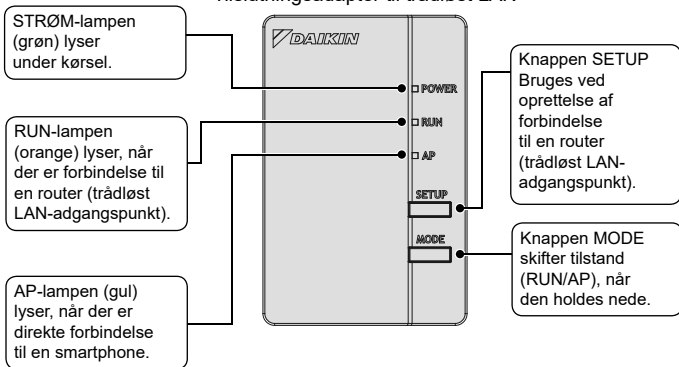 Tilslutningsadapter til trådløst LAN
STRØM-lampen
(grøn) lyser
under kørsel.
RUN-lampen
(orange) lyser, når
der er forbindelse til
en router (trådløst
LAN-adgangspunkt).
AP-lampen (gul)
lyser, når der er
direkte forbindelse
til en smartphone.
DAIKIN
POWER
RUN
AP
SETUP
MODE
Knappen SETUP
Bruges ved
oprettelse af
forbindelse
til en router
(trådløst LAN-
adgangspunkt).
Knappen MODE
skifter tilstand
(RUN/AP), når
den holdes nede.